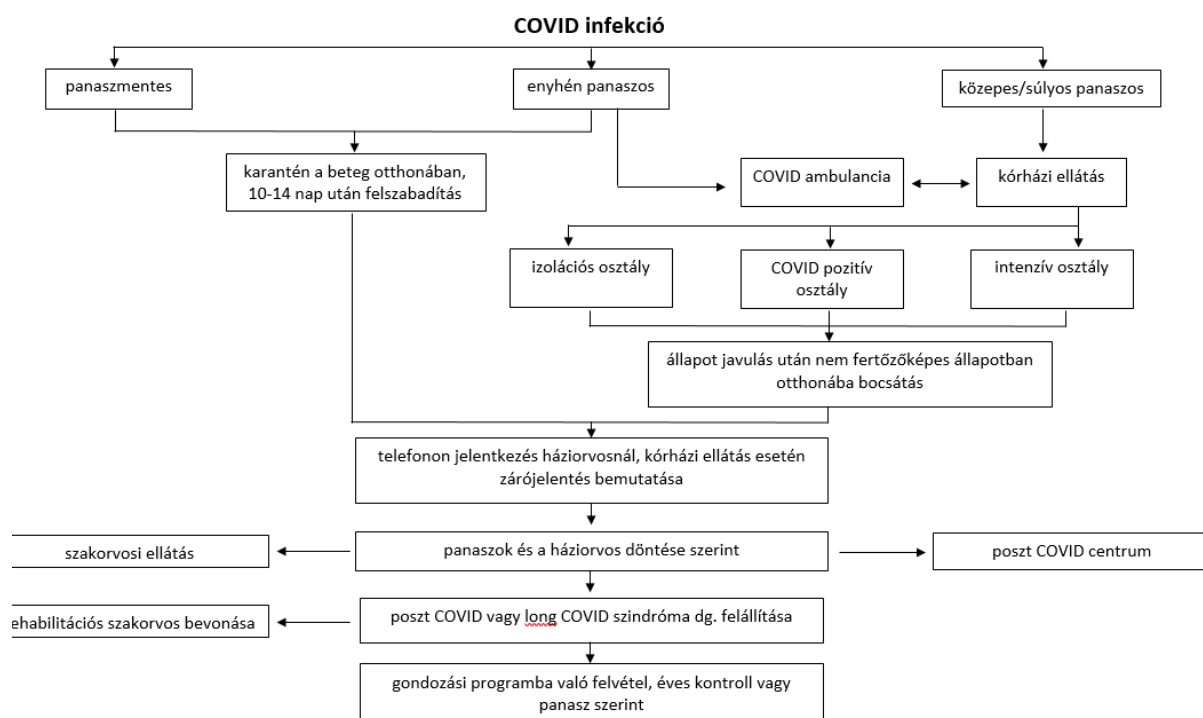 COVID infekció
panaszmentes
enyhén panaszos
közepes/súlyos panaszos
karantén a beteg otthonában,
10-14 nap után felszabadítás
COVID ambulancia
kórházi ellátás
izolációs osztály
COVID pozitív
osztály
intenzív osztály
állapot javulás után nem fertőzőképes állapotban
otthonába bocsátás
telefonon jelentkezés háziorvosnál, kórházi ellátás esetén
zárójelentés bemutatása
szakorvosi ellátás
panaszok és a háziorvos döntése szerint
poszt COVID centrum
ehabilitációs szakorvos bevonása
poszt COVID vagy long COVID szindróma dg. felállítása
gondozási programba való felvétel, éves kontroll vagy
panasz szerint